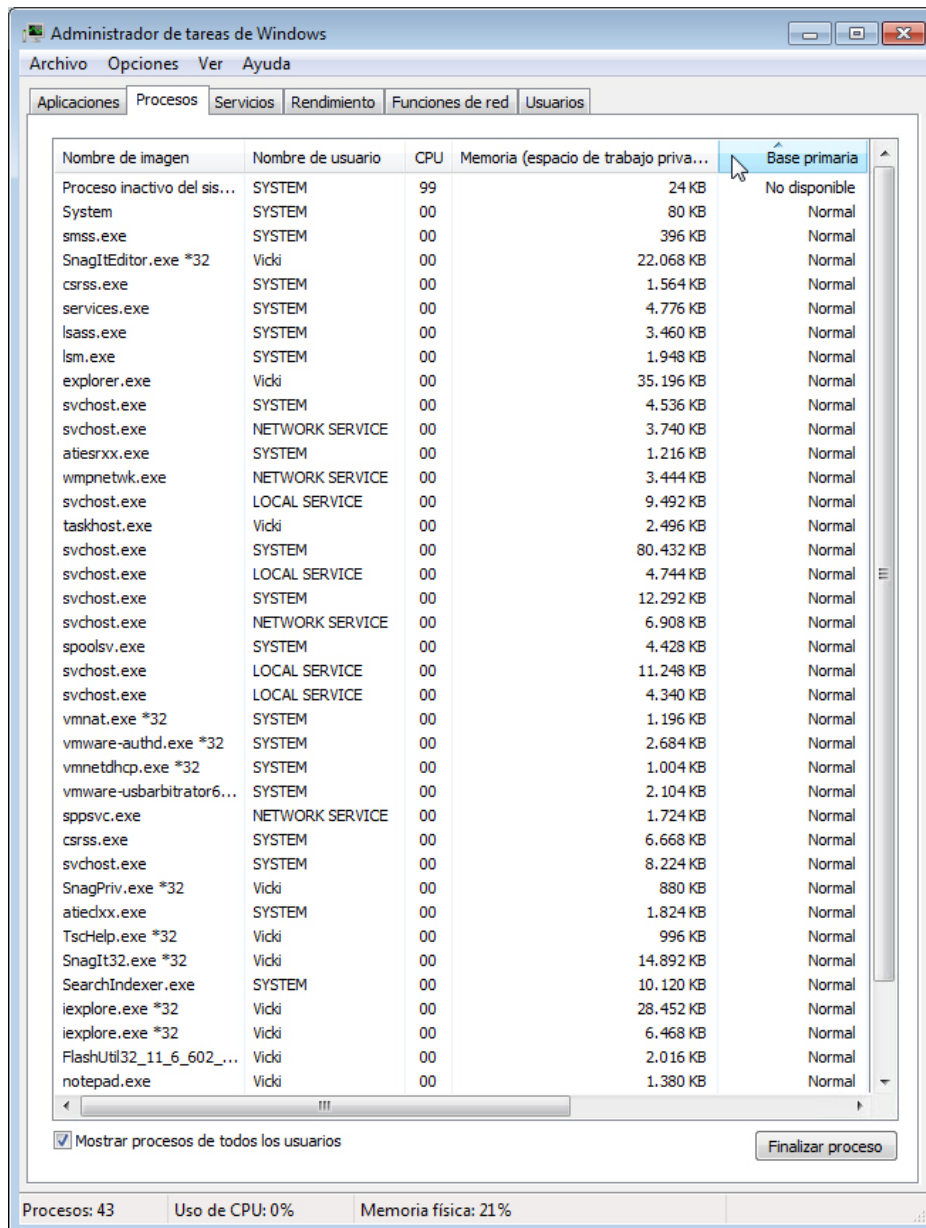 Administrador de tareas de Windows
Archivo Opciones Ver Ayuda
Aplicaciones Procesos Servicios Rendimiento Funciones de red Usuarios
Nombre de imagen Nombre de usuario CPU Memoria (espacio de trabajo priva... Base primaria
Proceso inactivo del sis... SYSTEM 99 24 KB No disponible
System SYSTEM 00 80 KB Normal
smss.exe SYSTEM 00 396 KB Normal
SnagItEditor.exe *32 Vicki 00 22.068 KB Normal
csrss.exe SYSTEM 00 1.564 KB Normal
services.exe SYSTEM 00 4.776 KB Normal
lsass.exe SYSTEM 00 3.460 KB Normal
lsm.exe SYSTEM 00 1.948 KB Normal
explorer.exe Vicki 00 35.196 KB Normal
svchost.exe SYSTEM 00 4.536 KB Normal
svchost.exe NETWORK SERVICE 00 3.740 KB Normal
atiesrxx.exe SYSTEM 00 1.216 KB Normal
wmpnetwk.exe NETWORK SERVICE 00 3.444 KB Normal
svchost.exe LOCAL SERVICE 00 9.492 KB Normal
taskhost.exe Vicki 00 2.496 KB Normal
svchost.exe SYSTEM 00 80.432 KB Normal
svchost.exe LOCAL SERVICE 00 4.744 KB Normal
svchost.exe SYSTEM 00 12.292 KB Normal
svchost.exe NETWORK SERVICE 00 6.908 KB Normal
spoolsv.exe SYSTEM 00 4.428 KB Normal
svchost.exe LOCAL SERVICE 00 11.248 KB Normal
svchost.exe LOCAL SERVICE 00 4.340 KB Normal
vmnat.exe *32 SYSTEM 00 1.196 KB Normal
vmware-authd.exe *32 SYSTEM 00 2.684 KB Normal
vmnetdhcp.exe *32 SYSTEM 00 1.004 KB Normal
vmware-usbarbitrator6... SYSTEM 00 2.104 KB Normal
sppsvc.exe NETWORK SERVICE 00 1.724 KB Normal
csrss.exe SYSTEM 00 6.668 KB Normal
svchost.exe SYSTEM 00 8.224 KB Normal
SnagPriv.exe *32 Vicki 00 880 KB Normal
atieclxx.exe SYSTEM 00 1.824 KB Normal
TscHelp.exe *32 Vicki 00 996 KB Normal
SnagIt32.exe *32 Vicki 00 14.892 KB Normal
SearchIndexer.exe SYSTEM 00 10.120 KB Normal
iexplore.exe *32 Vicki 00 28.452 KB Normal
iexplore.exe *32 Vicki 00 6.468 KB Normal
FlashUtil32_11_6_602_... Vicki 00 2.016 KB Normal
notepad.exe Vicki 00 1.380 KB Normal
Mostrar procesos de todos los usuarios
Finalizar proceso
Procesos: 43 Uso de CPU: 0% Memoria física: 21%